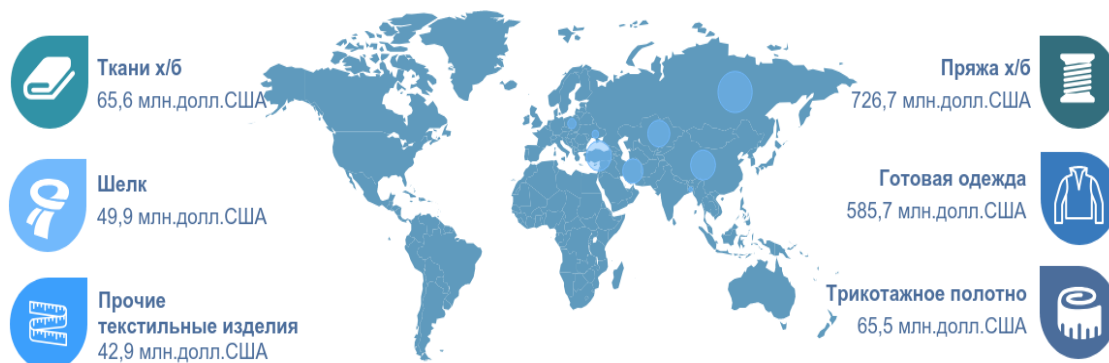 Ткани х/б
65,6 млн.долл.США
Шелк
49,9 млн.долл.США
Прочие
текстильные изделия
42,9 млн.долл.США
Пряжа х/б
726,7 млн.долл.США
Готовая одежда
585,7 млн.долл.США
Трикотажное полотно
65,5 млн.долл.США